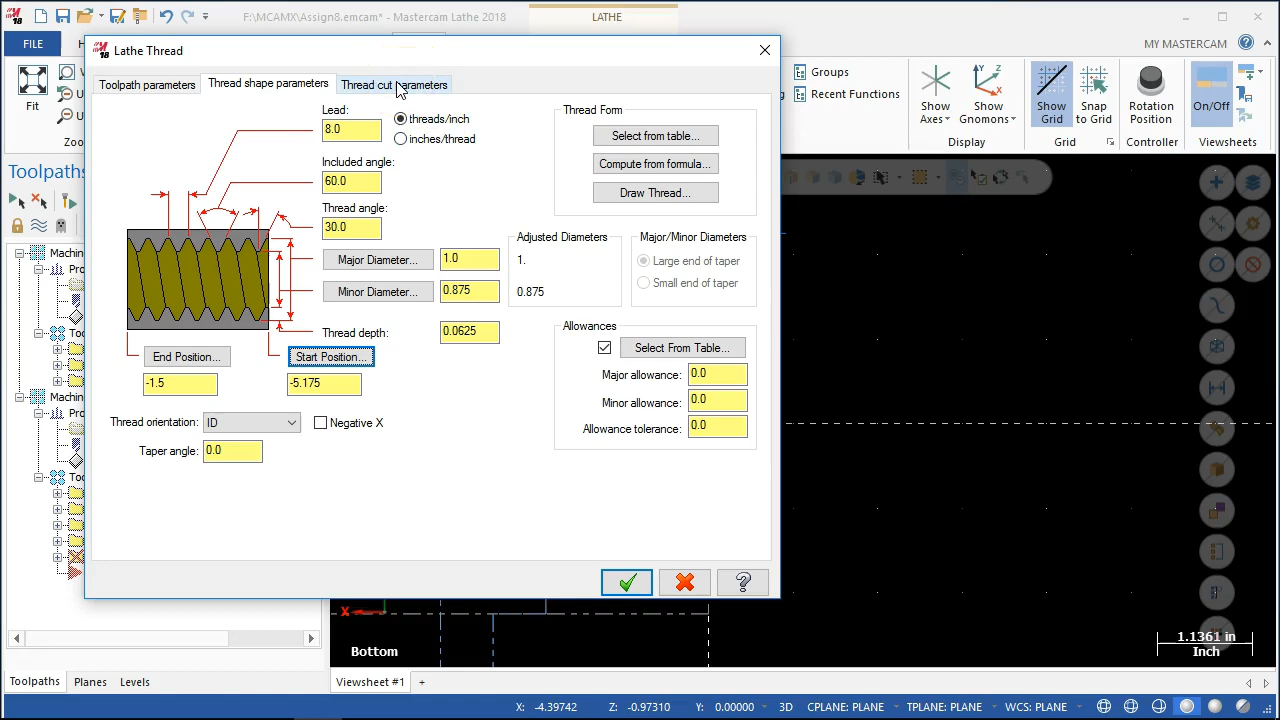 18
F:\MCAMX\Assign8.emcam* - Mastercam Lathe 2018
LATHE
FILE
MY MASTERCAM
Fit
Groups
Recent Functions
Show Axes
Show Gnomons
Show Grid
Snap to Grid
Rotation Position
On/Off
Display
Grid
Controller
Viewsheets
Toolpaths
18
Lathe Thread
Toolpath parameters
Thread shape parameters
Thread cut parameters
Lead:
8.0
threads/inch
inches/thread
Included angle:
60.0
Thread angle:
30.0
Major Diameter...
1.0
Minor Diameter...
0.875
Thread depth:
0.0625
End Position...
-1.5
Start Position...
-5.175
Thread orientation:
ID
Negative X
Taper angle:
0.0
Thread Form
Select from table...
Compute from formula...
Draw Thread...
Adjusted Diameters
1.
0.875
Major/Minor Diameters
Large end of taper
Small end of taper
Allowances
Select From Table...
Major allowance:
0.0
Minor allowance:
0.0
Allowance tolerance:
0.0
X
Bottom
1.1361 in
Inch
Toolpaths
Planes
Levels
Viewsheet #1
+
X: -4.39742
Z: -0.97310
Y: 0.00000
3D
CPLANE: PLANE
TPLANE: PLANE
WCS: PLANE